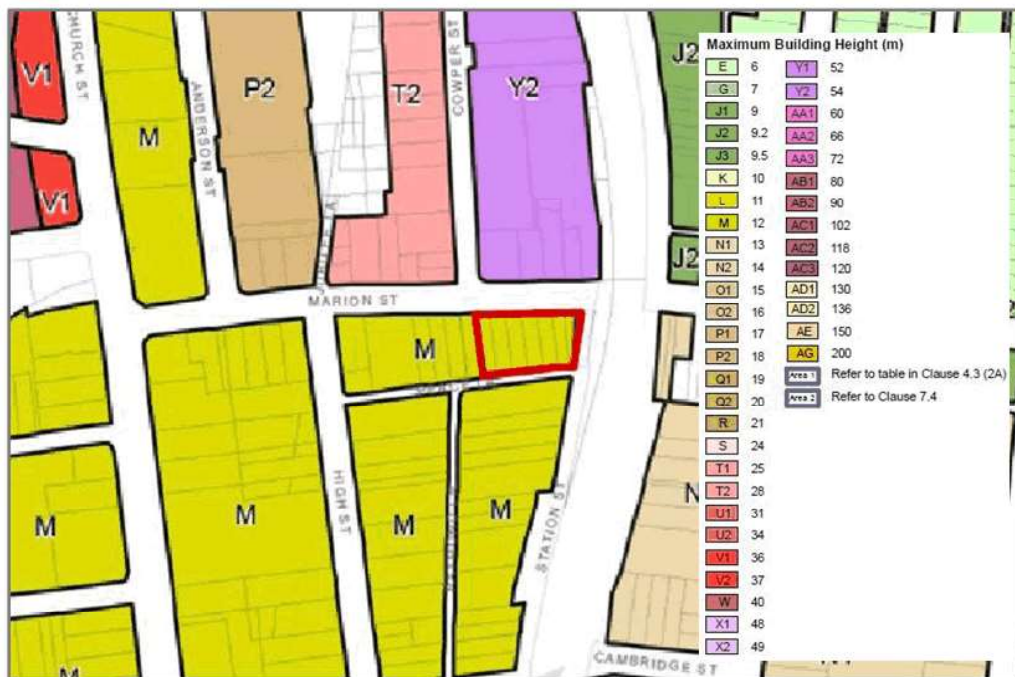 CHURCH ST
V1
M
ANDERSON ST
P2
T2
COWPER ST
Y2
J2
V1
J2
MARION ST
M
M
M
M
M
HIGH ST
STATION ST
CAMBRIDGE ST
Maximum Building Height (m)
E 6
G 7
J1 9
J2 9.2
J3 9.5
K 10
L 11
M 12
N1 13
N2 14
O1 15
O2 16
P1 17
P2 18
Q1 19
Q2 20
R 21
S 24
T1 25
T2 28
U1 31
U2 34
V1 36
V2 37
W 40
X1 48
X2 49
Y1 52
Y2 54
AA1 60
AA2 66
AA3 72
AB1 80
AB2 90
AC1 102
AC2 118
AC3 120
AD1 130
AD2 136
AE 150
AG 200
Area 1 Refer to table in Clause 4.3 (2A)
Area 2 Refer to Clause 7.4